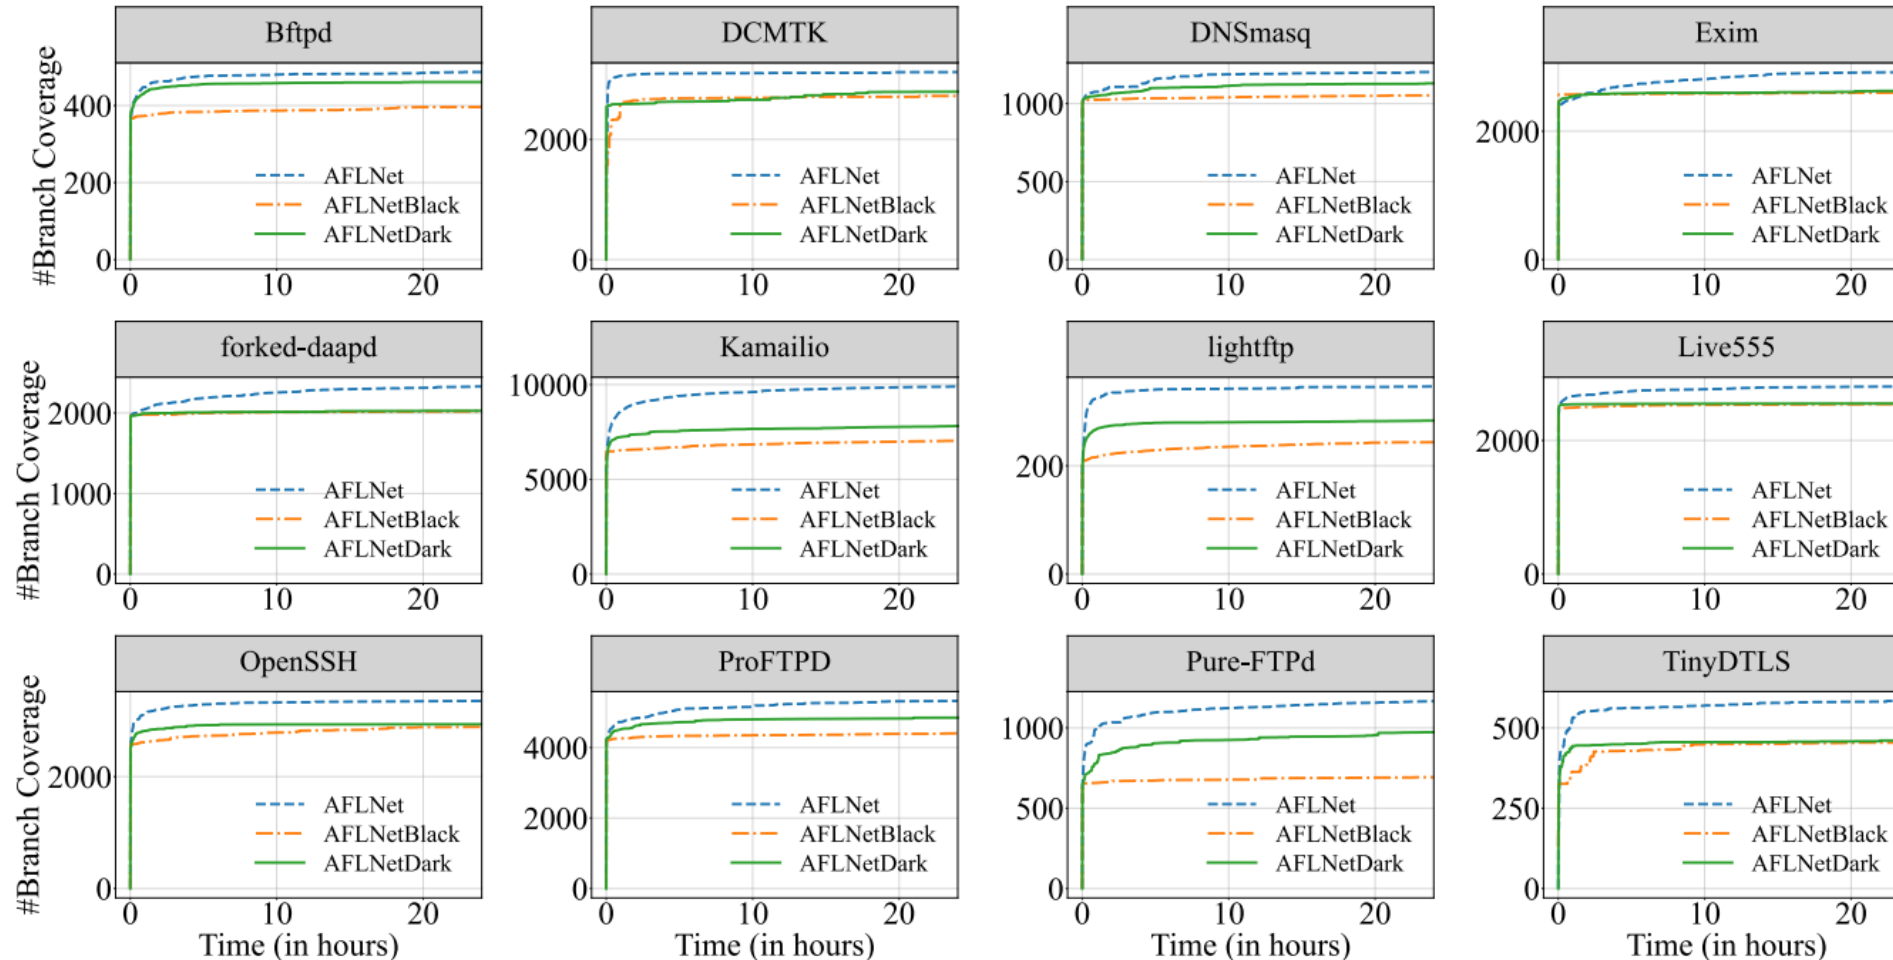 Bftpd
DCMTK
DNSmasq
Exim
#Branch Coverage
400
200
0
0 10 20
AFLNet
AFLNetBlack
AFLNetDark
2000
0
0 10 20
AFLNet
AFLNetBlack
AFLNetDark
1000
500
0
0 10 20
AFLNet
AFLNetBlack
AFLNetDark
2000
0
0 10 20
AFLNet
AFLNetBlack
AFLNetDark
forked-daapd
Kamailio
lightftp
Live555
#Branch Coverage
2000
1000
0
0 10 20
AFLNet
AFLNetBlack
AFLNetDark
10000
5000
0
0 10 20
AFLNet
AFLNetBlack
AFLNetDark
200
0
0 10 20
AFLNet
AFLNetBlack
AFLNetDark
2000
0
0 10 20
AFLNet
AFLNetBlack
AFLNetDark
OpenSSH
ProFTPD
Pure-FTPd
TinyDTLS
#Branch Coverage
2000
0
0 10 20
AFLNet
AFLNetBlack
AFLNetDark
Time (in hours)
4000
2000
0
0 10 20
AFLNet
AFLNetBlack
AFLNetDark
Time (in hours)
1000
500
0
0 10 20
AFLNet
AFLNetBlack
AFLNetDark
Time (in hours)
500
250
0
0 10 20
AFLNet
AFLNetBlack
AFLNetDark
Time (in hours)